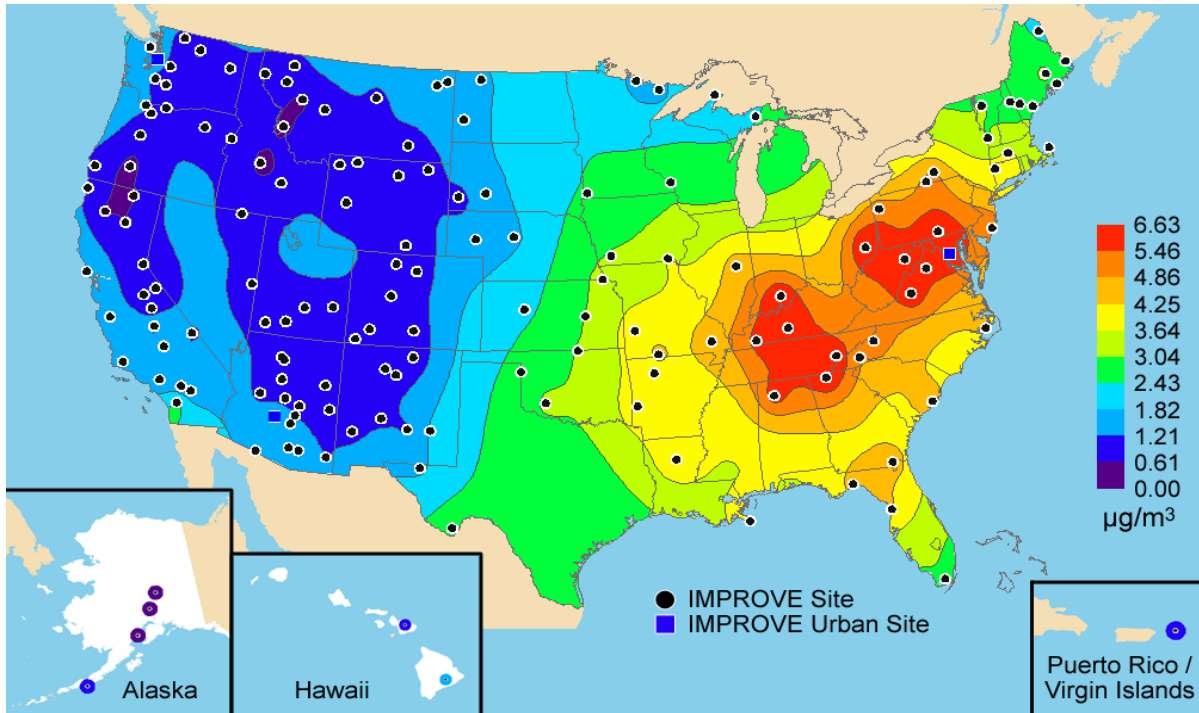 6.63
5.46
4.86
4.25
3.64
3.04
2.43
1.82
1.21
0.61
0.00
µg/m³
IMPROVE Site
IMPROVE Urban Site
Alaska
Hawaii
Puerto Rico /
Virgin Islands